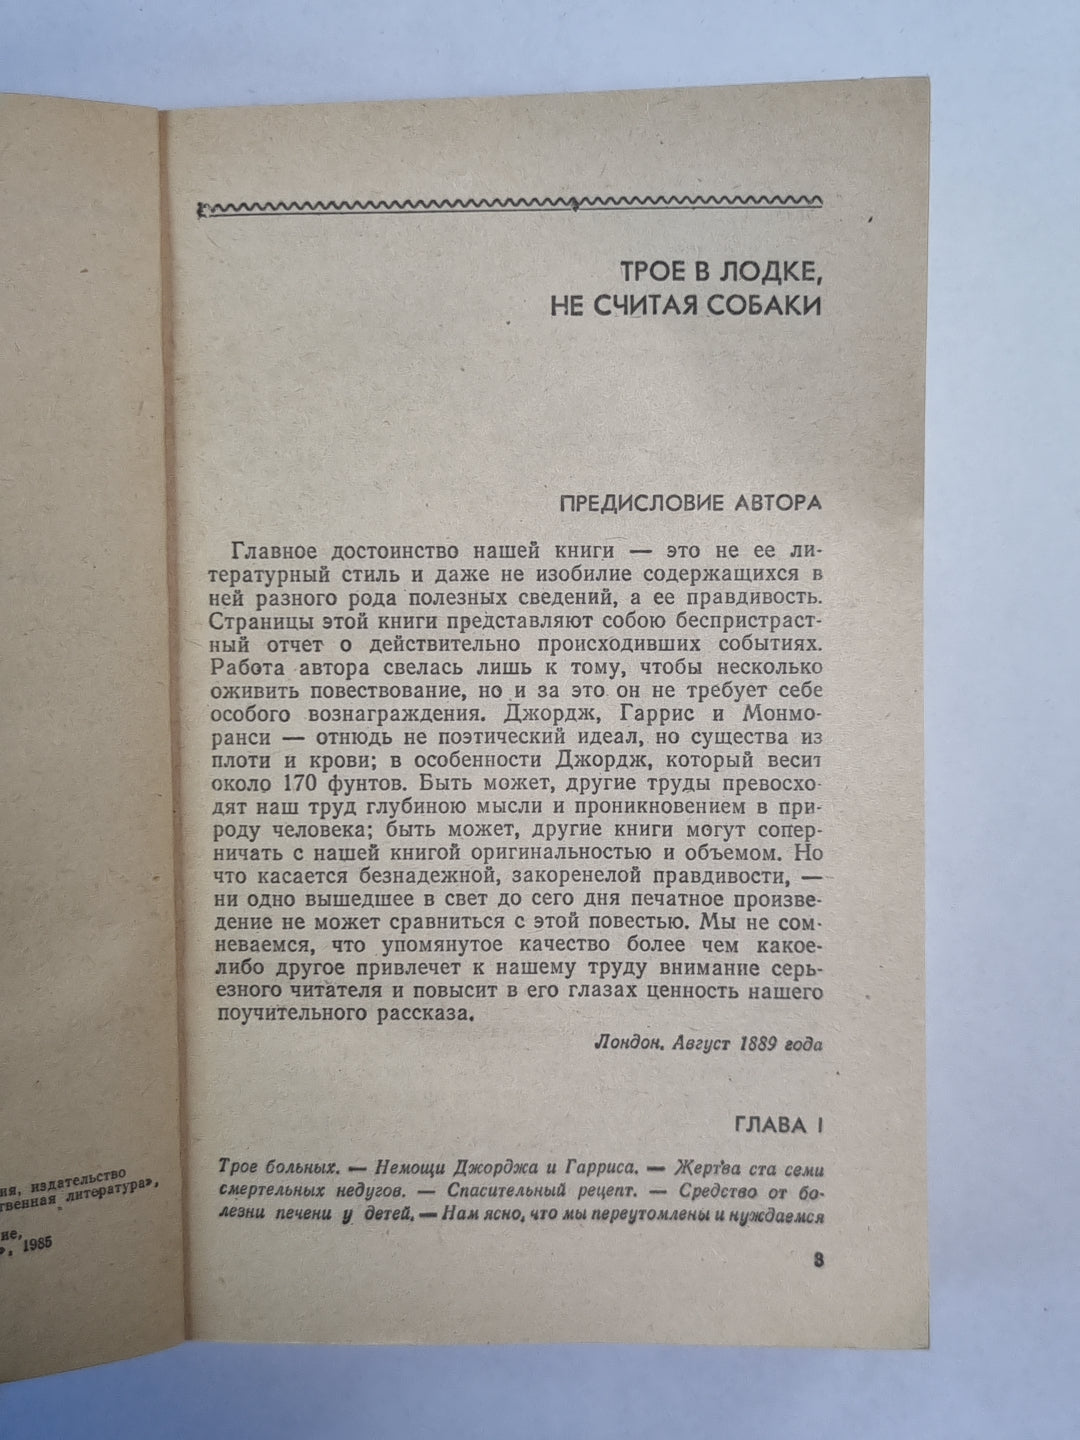 ТРОЕ В ЛОДКЕ,
НЕ СЧИТАЯ СОБАКИ
ПРЕДИСЛОВИЕ АВТОРА
Главное достоинство нашей книги — это не ее ли-
тературный стиль и даже не изобилие содержащихся в
ней разного рода полезных сведений, а ее правдивость.
Страницы этой книги представляют собою беспристраст-
ный отчет о действительно происходивших событиях.
Работа автора свелась лишь к тому, чтобы несколько
оживить повествование, но и за это он не требует себе
особого вознаграждения. Джордж, Гаррис и Монмо-
ранси — отнюдь не поэтический идеал, но существа из
плоти и крови; в особенности Джордж, который весит
около 170 фунтов. Быть может, другие труды превосхо-
дят наш труд глубиною мысли и проникновением в при-
роду человека; быть может, другие книги могут сопер-
ничать с нашей книгой оригинальностью и объемом. Но
что касается безнадежной, закоренелой правдивости, —
ни одно вышедшее в свет до сего дня печатное произве-
дение не может сравниться с этой повестью. Мы не сом-
неваемся, что упомянутое качество более чем какое-
либо другое привлечет к нашему труду внимание серь-
езного читателя и повысит в его глазах ценность нашего
поучительного рассказа.
Лондон. Август 1889 года
ГЛАВА I
Трое больных. — Немощи Джорджа и Гарриса. — Жертва ста семи
смертельных недугов. — Спасительный рецепт. — Средство от бо-
лезни печени у детей. — Нам ясно, что мы переутомлены и нуждаемся
3
ия, издательство
твенная литература»,
ие,
», 1985